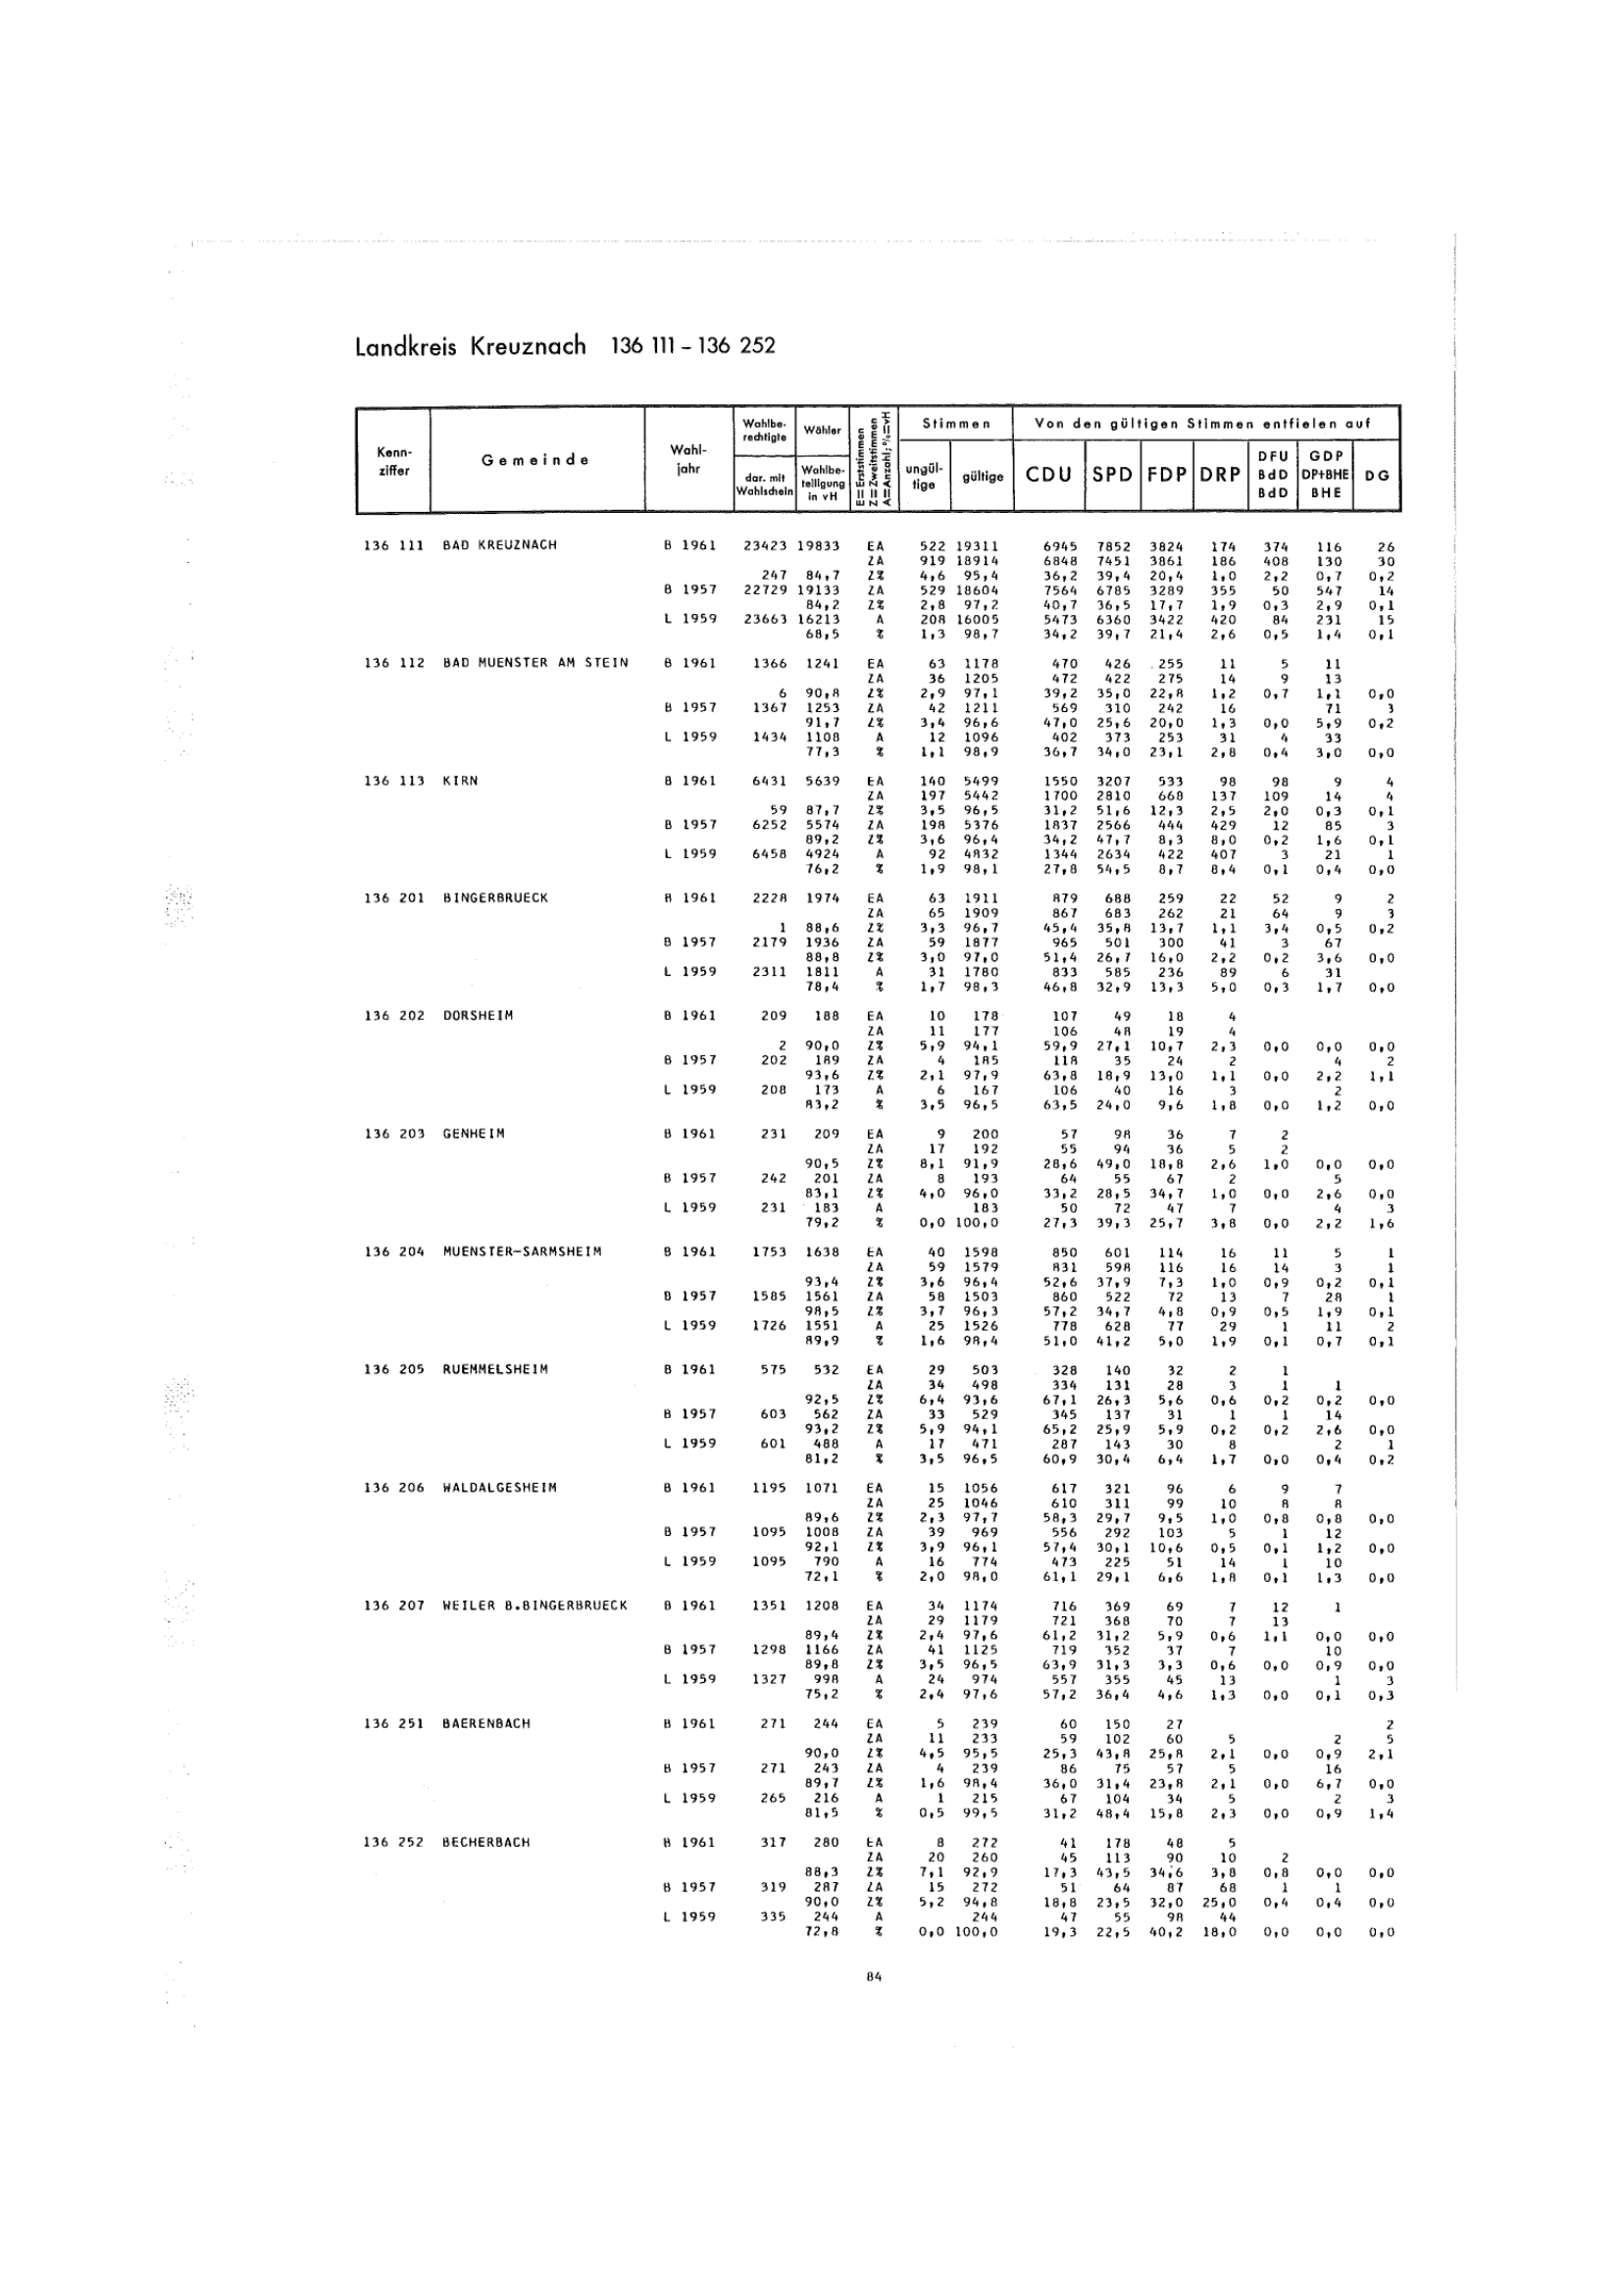 Landkreis Kreuznach 136 111 – 136 252
Kenn-ziffer Gemeinde Wahl-jahr Wahlbe-rechtigte Wähler E = Erststimmen Z = Zweitstimmen A = Anzahl; % = vH Stimmen Von den gültigen Stimmen entfielen auf
dar. mit Wahlschein Wahlbe-teiligung in vH ungül-tige gültige CDU SPD FDP DRP DFU BdD BdD GDP DP+BHE BHE DG
136 111 BAD KREUZNACH B 1961 23423 19833 EA 522 19311 6945 7852 3824 174 374 116 26
ZA 919 18914 6848 7451 3861 186 408 130 30
247 84,7 Z% 4,6 95,4 36,2 39,4 20,4 1,0 2,2 0,7 0,2
B 1957 22729 19133 ZA 529 18604 7564 6785 3289 355 50 547 14
84,2 Z% 2,8 97,2 40,7 36,5 17,7 1,9 0,3 2,9 0,1
L 1959 23663 16213 A 208 16005 5473 6360 3422 420 84 231 15
68,5 % 1,3 98,7 34,2 39,7 21,4 2,6 0,5 1,4 0,1
136 112 BAD MUENSTER AM STEIN B 1961 1366 1241 EA 63 1178 470 426 255 11 5 11
ZA 36 1205 472 422 275 14 9 13
6 90,8 Z% 2,9 97,1 39,2 35,0 22,8 1,2 0,7 1,1 0,0
B 1957 1367 1253 ZA 42 1211 569 310 242 16 71 3
91,7 Z% 3,4 96,6 47,0 25,6 20,0 1,3 0,0 5,9 0,2
L 1959 1434 1108 A 12 1096 402 373 253 31 4 33
77,3 % 1,1 98,9 36,7 34,0 23,1 2,8 0,4 3,0 0,0
136 113 KIRN B 1961 6431 5639 EA 140 5499 1550 3207 533 98 98 9 4
ZA 197 5442 1700 2810 668 137 109 14 4
59 87,7 Z% 3,5 96,5 31,2 51,6 12,3 2,5 2,0 0,3 0,1
B 1957 6252 5574 ZA 198 5376 1837 2566 444 429 12 85 3
89,2 Z% 3,6 96,4 34,2 47,7 8,3 8,0 0,2 1,6 0,1
L 1959 6458 4924 A 92 4832 1344 2634 422 407 3 21 1
76,2 % 1,9 98,1 27,8 54,5 8,7 8,4 0,1 0,4 0,0
136 201 BINGERBRUECK B 1961 2228 1974 EA 63 1911 879 688 259 22 52 9 2
ZA 65 1909 867 683 262 21 64 9 3
1 88,6 Z% 3,3 96,7 45,4 35,8 13,7 1,1 3,4 0,5 0,2
B 1957 2179 1936 ZA 59 1877 965 501 300 41 3 67
88,8 Z% 3,0 97,0 51,4 26,7 16,0 2,2 0,2 3,6 0,0
L 1959 2311 1811 A 31 1780 833 585 236 89 6 31
78,4 % 1,7 98,3 46,8 32,9 13,3 5,0 0,3 1,7 0,0
136 202 DORSHEIM B 1961 209 188 EA 10 178 107 49 18 4
ZA 11 177 106 48 19 4
2 90,0 Z% 5,9 94,1 59,9 27,1 10,7 2,3 0,0 0,0 0,0
B 1957 202 189 ZA 4 185 118 35 24 2 4 2
93,6 Z% 2,1 97,9 63,8 18,9 13,0 1,1 0,0 2,2 1,1
L 1959 208 173 A 6 167 106 40 16 3 2
83,2 % 3,5 96,5 63,5 24,0 9,6 1,8 0,0 1,2 0,0
136 203 GENHEIM B 1961 231 209 EA 9 200 57 98 36 7 2
ZA 17 192 55 94 36 5 2
90,5 Z% 8,1 91,9 28,6 49,0 18,8 2,6 1,0 0,0 0,0
B 1957 242 201 ZA 8 193 64 55 67 2 5
83,1 Z% 4,0 96,0 33,2 28,5 34,7 1,0 0,0 2,6 0,0
L 1959 231 183 A 183 50 72 47 7 4 3
79,2 % 0,0 100,0 27,3 39,3 25,7 3,8 0,0 2,2 1,6
136 204 MUENSTER-SARMSHEIM B 1961 1753 1638 EA 40 1598 850 601 114 16 11 5 1
ZA 59 1579 831 598 116 16 14 3 1
93,4 Z% 3,6 96,4 52,6 37,9 7,3 1,0 0,9 0,2 0,1
B 1957 1585 1561 ZA 58 1503 860 522 72 13 7 28 1
98,5 Z% 3,7 96,3 57,2 34,7 4,8 0,9 0,5 1,9 0,1
L 1959 1726 1551 A 25 1526 778 628 77 29 1 11 2
89,9 % 1,6 98,4 51,0 41,2 5,0 1,9 0,1 0,7 0,1
136 205 RUEMMELSHEIM B 1961 575 532 EA 29 503 328 140 32 2 1
ZA 34 498 334 131 28 3 1 1
92,5 Z% 6,4 93,6 67,1 26,3 5,6 0,6 0,2 0,2 0,0
B 1957 603 562 ZA 33 529 345 137 31 1 1 14
93,2 Z% 5,9 94,1 65,2 25,9 5,9 0,2 0,2 2,6 0,0
L 1959 601 488 A 17 471 287 143 30 8 2 1
81,2 % 3,5 96,5 60,9 30,4 6,4 1,7 0,0 0,4 0,2
136 206 WALDALGESHEIM B 1961 1195 1071 EA 15 1056 617 321 96 6 9 7
ZA 25 1046 610 311 99 10 8 8
89,6 Z% 2,3 97,7 58,3 29,7 9,5 1,0 0,8 0,8 0,0
B 1957 1095 1008 ZA 39 969 556 292 103 5 1 12
92,1 Z% 3,9 96,1 57,4 30,1 10,6 0,5 0,1 1,2 0,0
L 1959 1095 790 A 16 774 473 225 51 14 1 10
72,1 % 2,0 98,0 61,1 29,1 6,6 1,8 0,1 1,3 0,0
136 207 WEILER B.BINGERBRUECK B 1961 1351 1208 EA 34 1174 716 369 69 7 12 1
ZA 29 1179 721 368 70 7 13
89,4 Z% 2,4 97,6 61,2 31,2 5,9 0,6 1,1 0,0 0,0
B 1957 1298 1166 ZA 41 1125 719 352 37 7 10
89,8 Z% 3,5 96,5 63,9 31,3 3,3 0,6 0,0 0,9 0,0
L 1959 1327 998 A 24 974 557 355 45 13 1 3
75,2 % 2,4 97,6 57,2 36,4 4,6 1,3 0,0 0,1 0,3
136 251 BAERENBACH B 1961 271 244 EA 5 239 60 150 27 2
ZA 11 233 59 102 60 5 2 5
90,0 Z% 4,5 95,5 25,3 43,8 25,8 2,1 0,0 0,9 2,1
B 1957 271 243 ZA 4 239 86 75 57 5 16
89,7 Z% 1,6 98,4 36,0 31,4 23,8 2,1 0,0 6,7 0,0
L 1959 265 216 A 1 215 67 104 34 5 2 3
81,5 % 0,5 99,5 31,2 48,4 15,8 2,3 0,0 0,9 1,4
136 252 BECHERBACH B 1961 317 280 EA 8 272 41 178 48 5
ZA 20 260 45 113 90 10 2
88,3 Z% 7,1 92,9 17,3 43,5 34,6 3,8 0,8 0,0 0,0
B 1957 319 287 ZA 15 272 51 64 87 68 1 1
90,0 Z% 5,2 94,8 18,8 23,5 32,0 25,0 0,4 0,4 0,0
L 1959 335 244 A 244 47 55 98 44
72,8 % 0,0 100,0 19,3 22,5 40,2 18,0 0,0 0,0 0,0
84